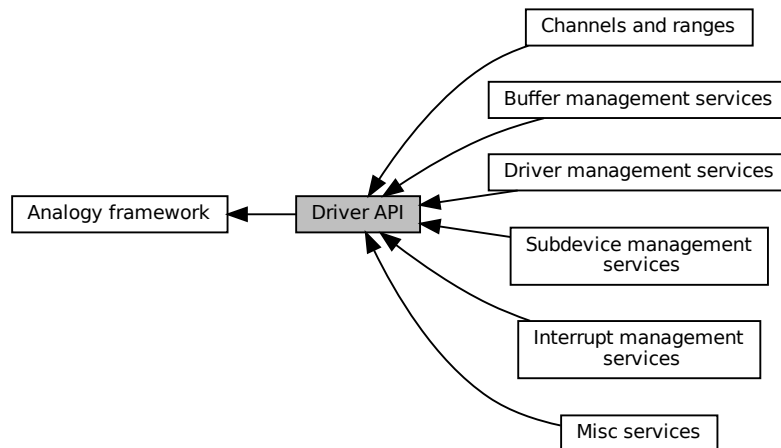 Channels and ranges
Buffer management services
Driver management services
Analogy framework
Driver API
Subdevice management
services
Interrupt management
services
Misc services